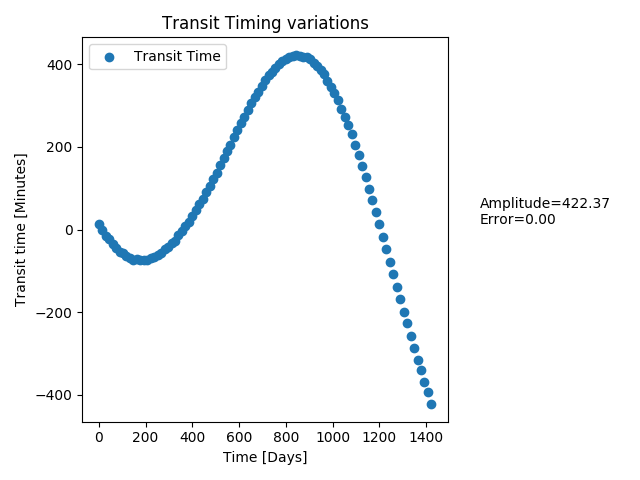 Transit Timing variations
Transit Time
400
200
0
−200
−400
Transit time [Minutes]
0 200 400 600 800 1000 1200 1400
Time [Days]
Amplitude=422.37
Error=0.00